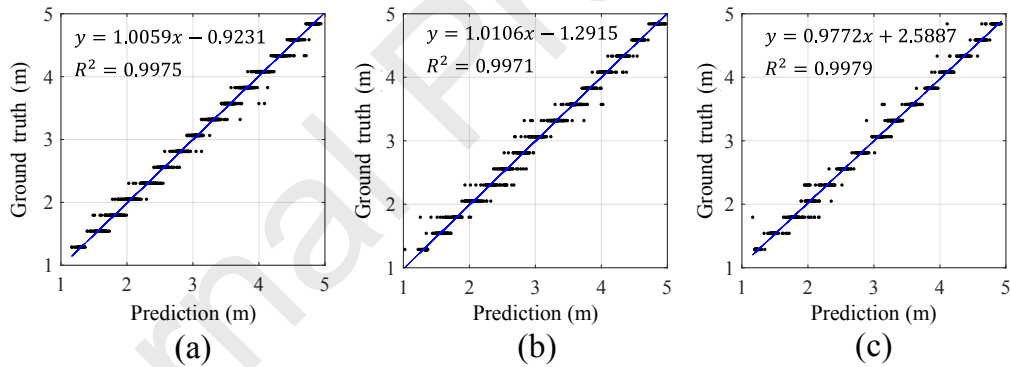 y = 1.0059x − 0.9231
R² = 0.9975
Ground truth (m)
5
4
3
2
1
1 2 3 4 5
Prediction (m)
(a)
y = 1.0106x − 1.2915
R² = 0.9971
Ground truth (m)
5
4
3
2
1
1 2 3 4 5
Prediction (m)
(b)
y = 0.9772x + 2.5887
R² = 0.9979
Ground truth (m)
5
4
3
2
1
1 2 3 4 5
Prediction (m)
(c)
rnal Pr